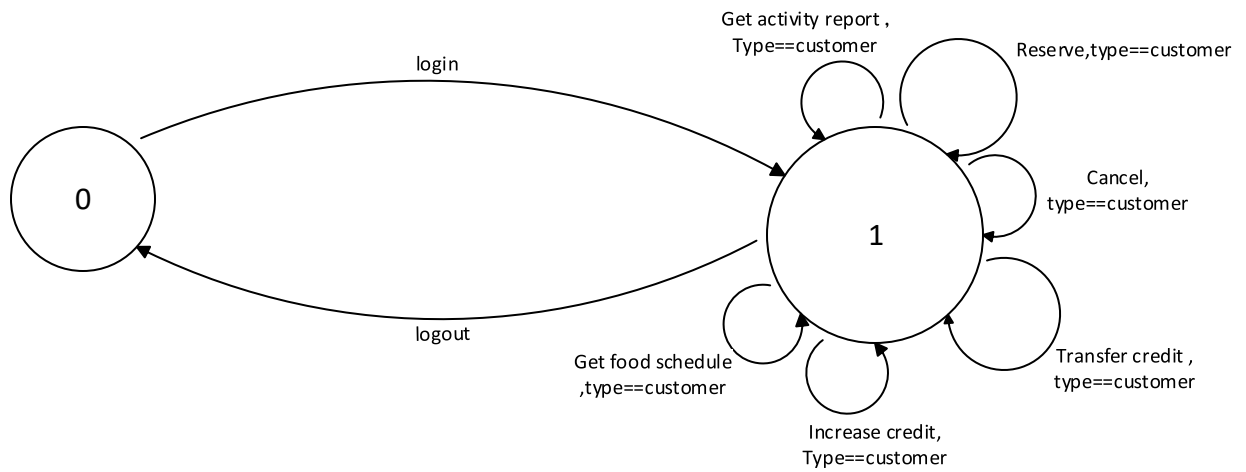 Get activity report ,
Type==customer
Reserve,type==customer
login
Cancel,
type==customer
0
1
logout
Get food schedule
,type==customer
Transfer credit ,
type==customer
Increase credit,
Type==customer